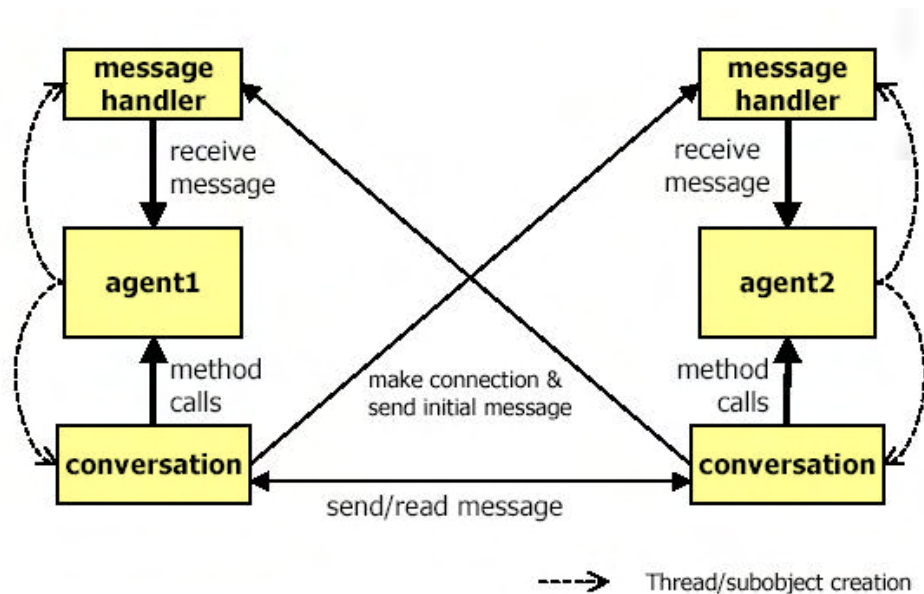 message
handler
message
handler
receive
message
receive
message
agent1
agent2
method
calls
make connection &
send initial message
method
calls
conversation
conversation
send/read message
Thread/subobject creation